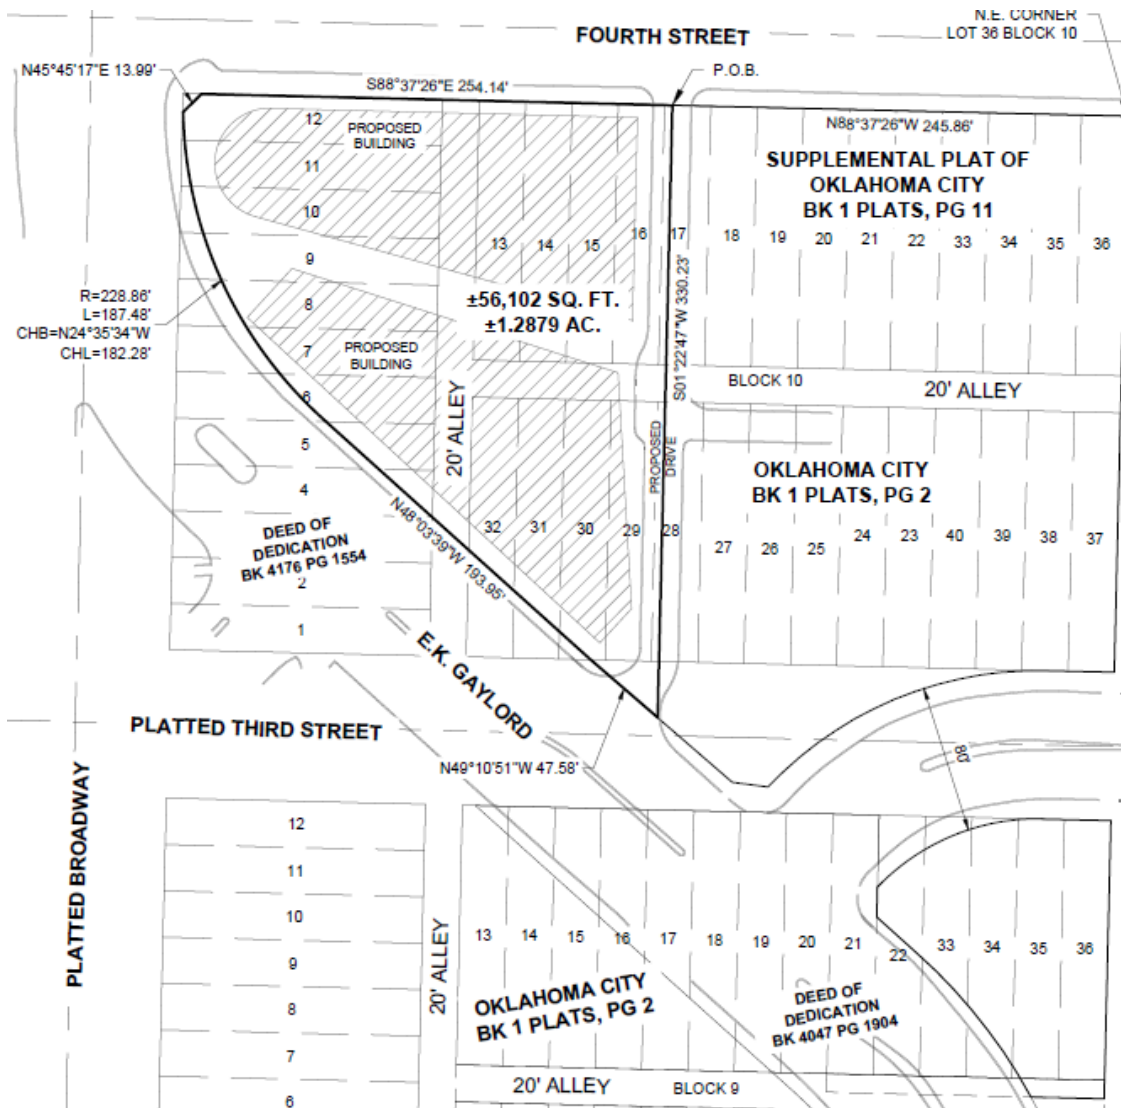 N.E. CORNER
LOT 36 BLOCK 10
FOURTH STREET
N45°45'17"E 13.99'
S88°37'26"E 254.14'
P.O.B.
N88°37'26"W 245.86'
12
PROPOSED
BUILDING
11
10
9
8
7
6
5
4
2
1
SUPPLEMENTAL PLAT OF
OKLAHOMA CITY
BK 1 PLATS, PG 11
13 14 15 16 17 18 19 20 21 22 33 34 35 36
R=228.86'
L=187.48'
CHB=N24°35'34"W
CHL=182.28'
±56,102 SQ. FT.
±1.2879 AC.
S01°22'47"W 330.23'
PROPOSED
BUILDING
BLOCK 10
20' ALLEY
20' ALLEY
PROPOSED
DRIVE
OKLAHOMA CITY
BK 1 PLATS, PG 2
32 31 30 29 28 27 26 25 24 23 40 39 38 37
N48°03'39"W 193.95'
DEED OF
DEDICATION
BK 4176 PG 1554
E.K. GAYLORD
PLATTED THIRD STREET
N49°10'51"W 47.58'
80'
PLATTED BROADWAY
12
11
10
9
8
7
6
20' ALLEY
13 14 15 16 17 18 19 20 21 22 33 34 35 36
OKLAHOMA CITY
BK 1 PLATS, PG 2
DEED OF
DEDICATION
BK 4047 PG 1904
20' ALLEY
BLOCK 9